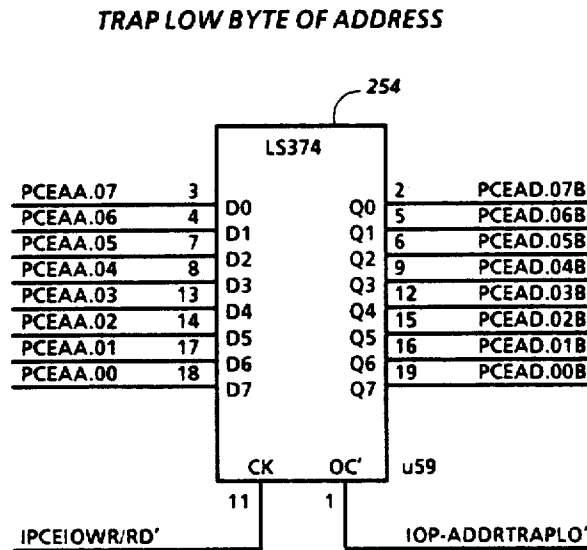 TRAP LOW BYTE OF ADDRESS
254
LS374
PCEAA.07 3 D0 Q0 2 PCEAD.07B
PCEAA.06 4 D1 Q1 5 PCEAD.06B
PCEAA.05 7 D2 Q2 6 PCEAD.05B
PCEAA.04 8 D3 Q3 9 PCEAD.04B
PCEAA.03 13 D4 Q4 12 PCEAD.03B
PCEAA.02 14 D5 Q5 15 PCEAD.02B
PCEAA.01 17 D6 Q6 16 PCEAD.01B
PCEAA.00 18 D7 Q7 19 PCEAD.00B
CK OC' u59
11 1
IPCEIOWR/RD' IOP-ADDRTRAPLO'